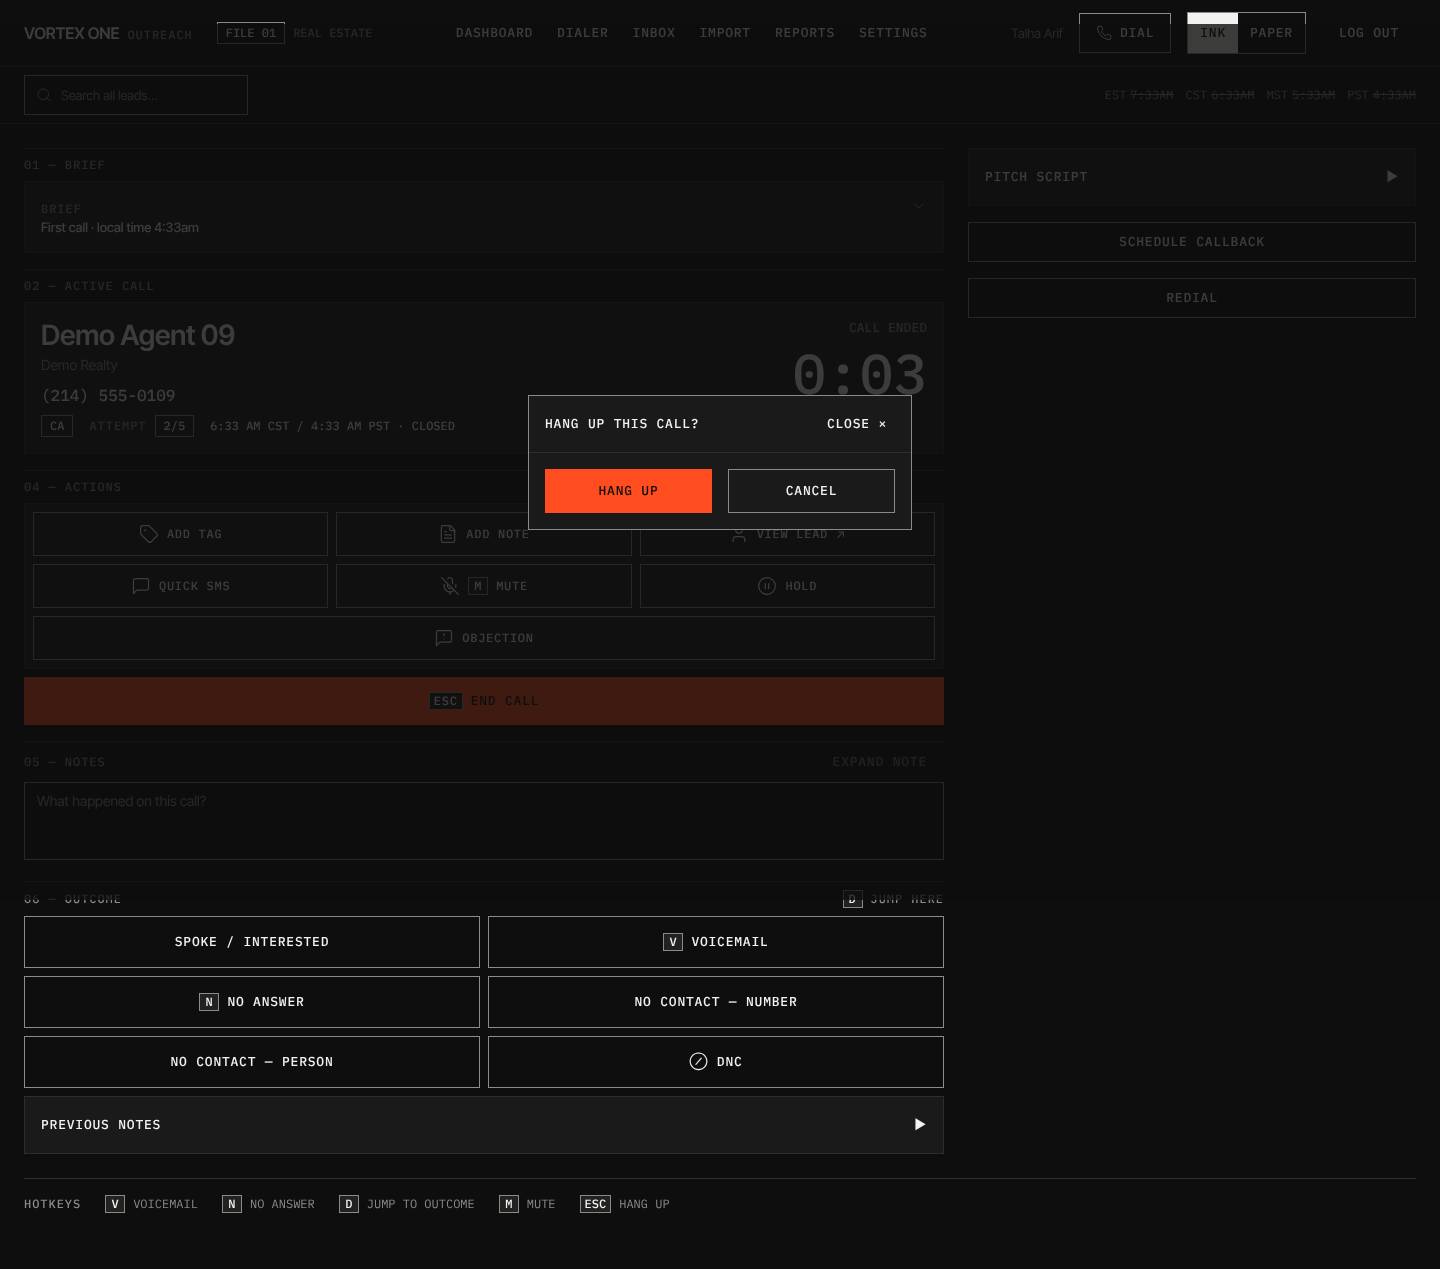 VORTEX ONE OUTREACH FILE 01 REAL ESTATE DASHBOARD DIALER INBOX IMPORT REPORTS SETTINGS Talha Arif DIAL INK PAPER LOG OUT
Search all leads... EST 7:33AM CST 6:33AM MST 5:33AM PST 4:33AM
01 — BRIEF
BRIEF
First call · local time 4:33am
PITCH SCRIPT
SCHEDULE CALLBACK
REDIAL
02 — ACTIVE CALL
Demo Agent 09
CALL ENDED
Demo Realty
0:03
(214) 555-0109
CA ATTEMPT 2/5 6:33 AM CST / 4:33 AM PST · CLOSED
HANG UP THIS CALL? CLOSE ×
HANG UP CANCEL
04 — ACTIONS
ADD TAG ADD NOTE VIEW LEAD ↗
QUICK SMS M MUTE HOLD
OBJECTION
ESC END CALL
05 — NOTES EXPAND NOTE
What happened on this call?
06 — OUTCOME D JUMP HERE
SPOKE / INTERESTED V VOICEMAIL
N NO ANSWER NO CONTACT — NUMBER
NO CONTACT — PERSON DNC
PREVIOUS NOTES
HOTKEYS V VOICEMAIL N NO ANSWER D JUMP TO OUTCOME M MUTE ESC HANG UP